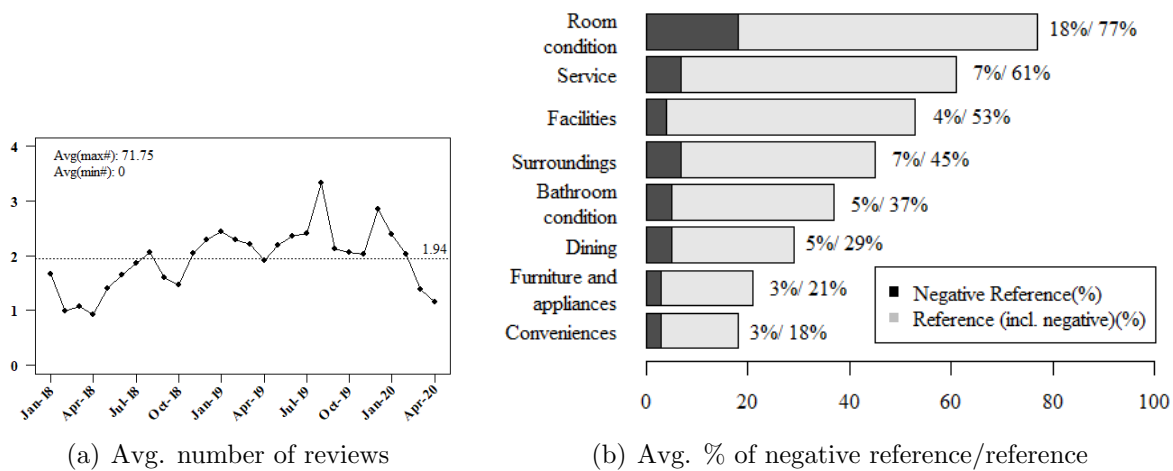 Avg(max#): 71.75
Avg(min#): 0
4
3
2
1
0
1.94
Jan-18
Apr-18
Jul-18
Oct-18
Jan-19
Apr-19
Jul-19
Oct-19
Jan-20
Apr-20
(a) Avg. number of reviews
Room
condition
18%/ 77%
Service
7%/ 61%
Facilities
4%/ 53%
Surroundings
7%/ 45%
Bathroom
condition
5%/ 37%
Dining
5%/ 29%
Furniture and
appliances
3%/ 21%
Conveniences
3%/ 18%
Negative Reference(%)
Reference (incl. negative)(%)
0
20
40
60
80
100
(b) Avg. % of negative reference/reference